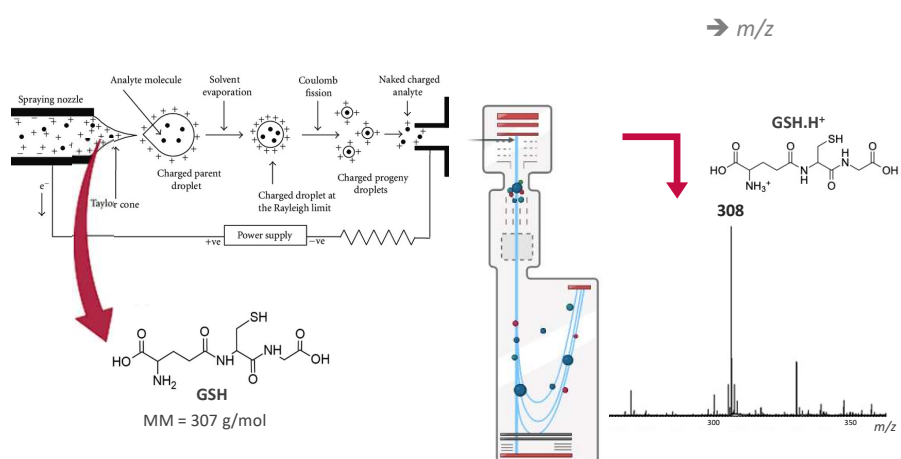 ➔ m/z
Analyte molecule
Solvent
evaporation
Coulomb
fission
Naked charged
analyte
Spraying nozzle
Charged parent
droplet
Charged droplet at
the Rayleigh limit
Charged progeny
droplets
e⁻
Taylor cone
+ve
Power supply
−ve
SH
O
O
H
N
O
HO
N
H
OH
NH2
O
GSH
MM = 307 g/mol
GSH.H⁺
SH
O
O
H
N
O
HO
N
H
OH
NH3⁺
O
308
300
350
m/z